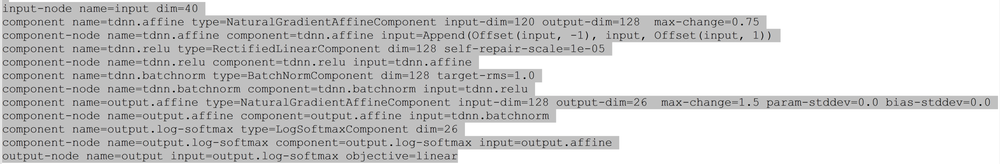 input-node name=input dim=40
component name=tdnn.affine type=NaturalGradientAffineComponent input-dim=120 output-dim=128  max-change=0.75
component-node name=tdnn.affine component=tdnn.affine input=Append(Offset(input, -1), input, Offset(input, 1))
component name=tdnn.relu type=RectifiedLinearComponent dim=128 self-repair-scale=1e-05
component-node name=tdnn.relu component=tdnn.relu input=tdnn.affine
component name=tdnn.batchnorm type=BatchNormComponent dim=128 target-rms=1.0
component-node name=tdnn.batchnorm component=tdnn.batchnorm input=tdnn.relu
component name=output.affine type=NaturalGradientAffineComponent input-dim=128 output-dim=26  max-change=1.5 param-stddev=0.0 bias-stddev=0.0
component-node name=output.affine component=output.affine input=tdnn.batchnorm
component name=output.log-softmax type=LogSoftmaxComponent dim=26
component-node name=output.log-softmax component=output.log-softmax input=output.affine
output-node name=output input=output.log-softmax objective=linear